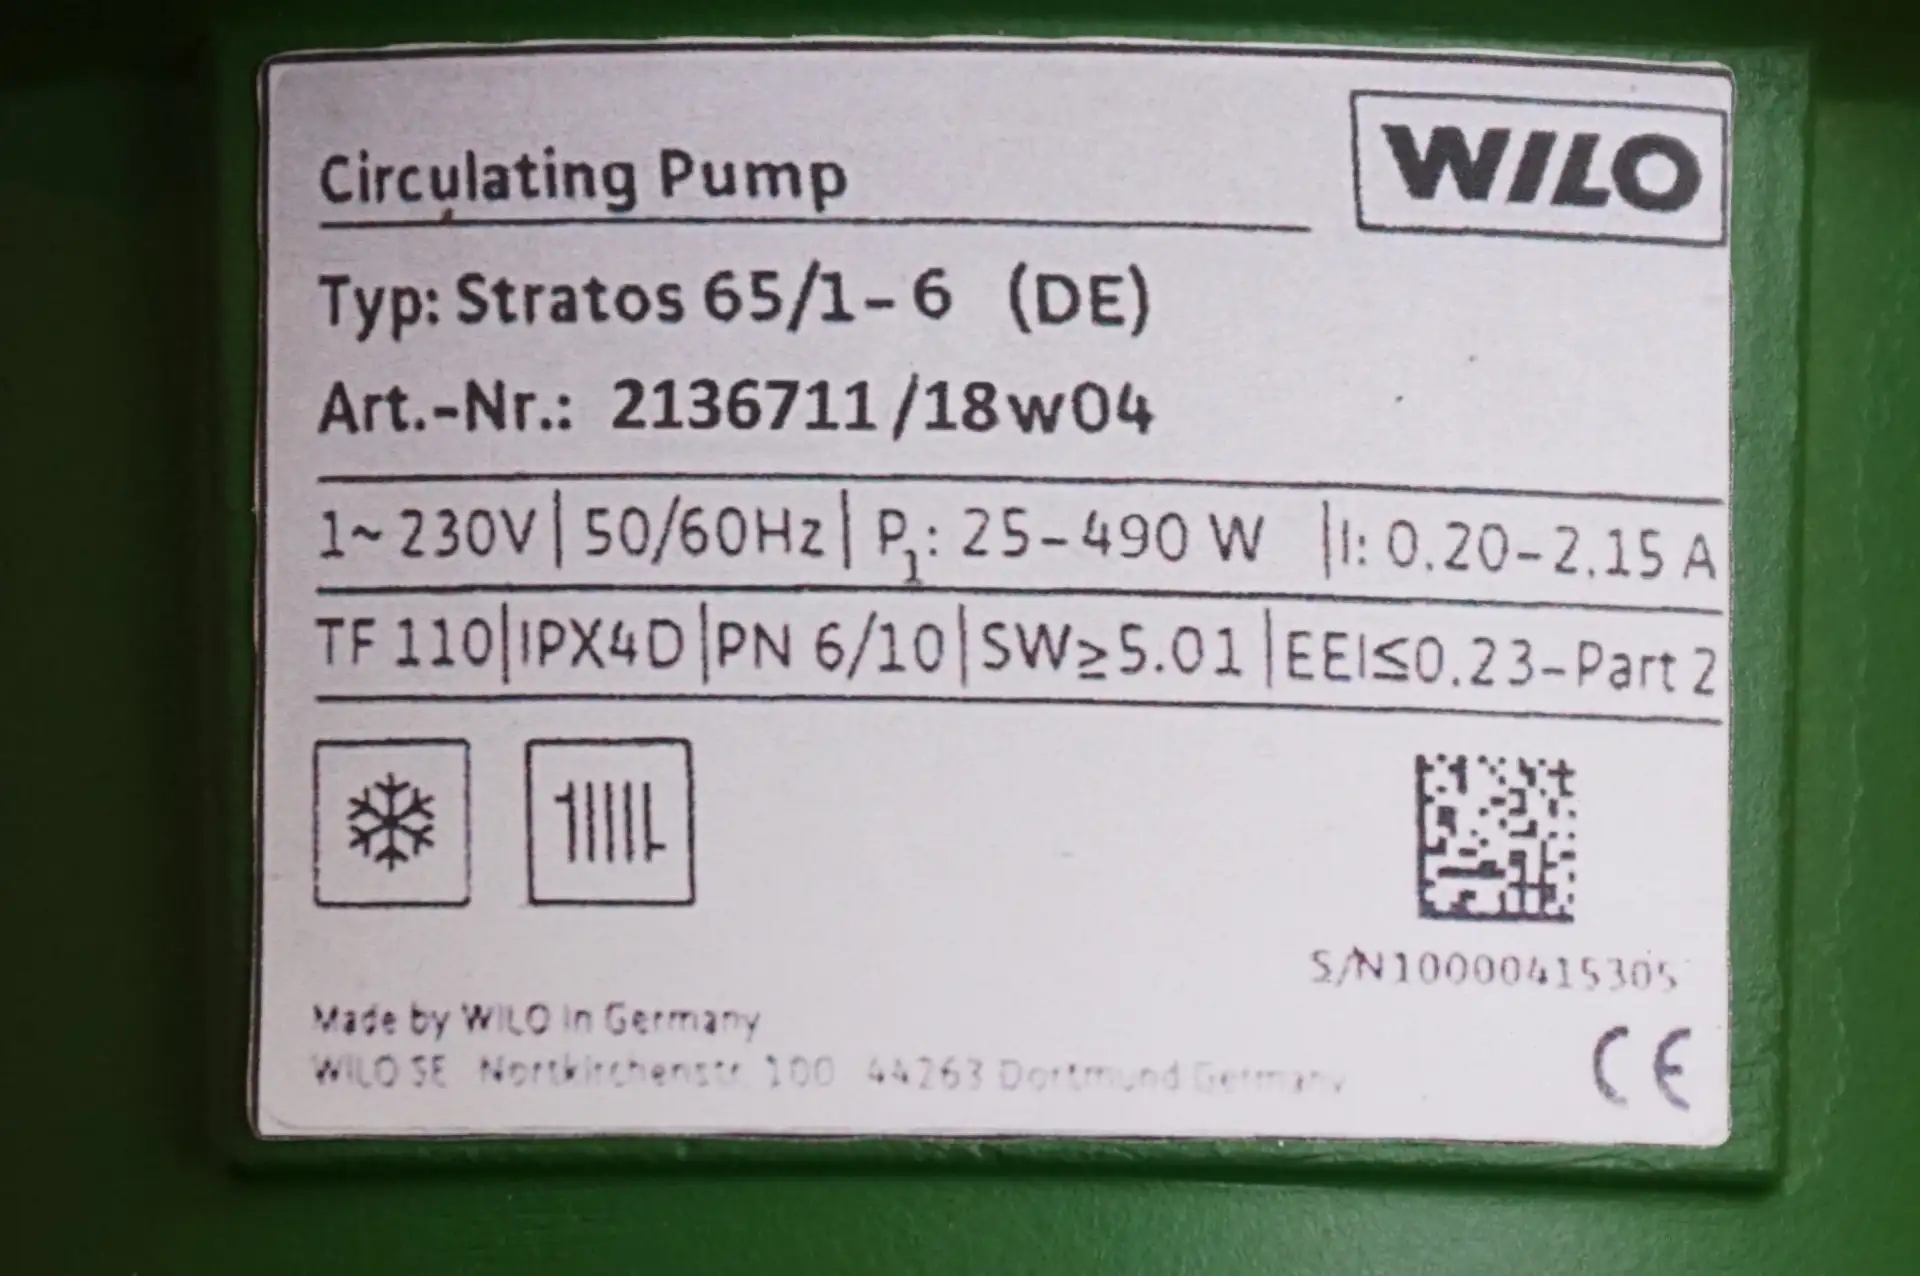 WILO
Circulating Pump
Typ: Stratos 65/1-6 (DE)
Art.-Nr.: 2136711/18w04
1~230V|50/60Hz|P₁: 25-490 W |I: 0.20-2.15 A
TF 110|IPX4D|PN 6/10|SW≥5.01|EEI≤0.23-Part 2
S/N10000415305
Made by WILO in Germany
WILO SE Nortkirchenstr. 100 44263 Dortmund Germany
CE